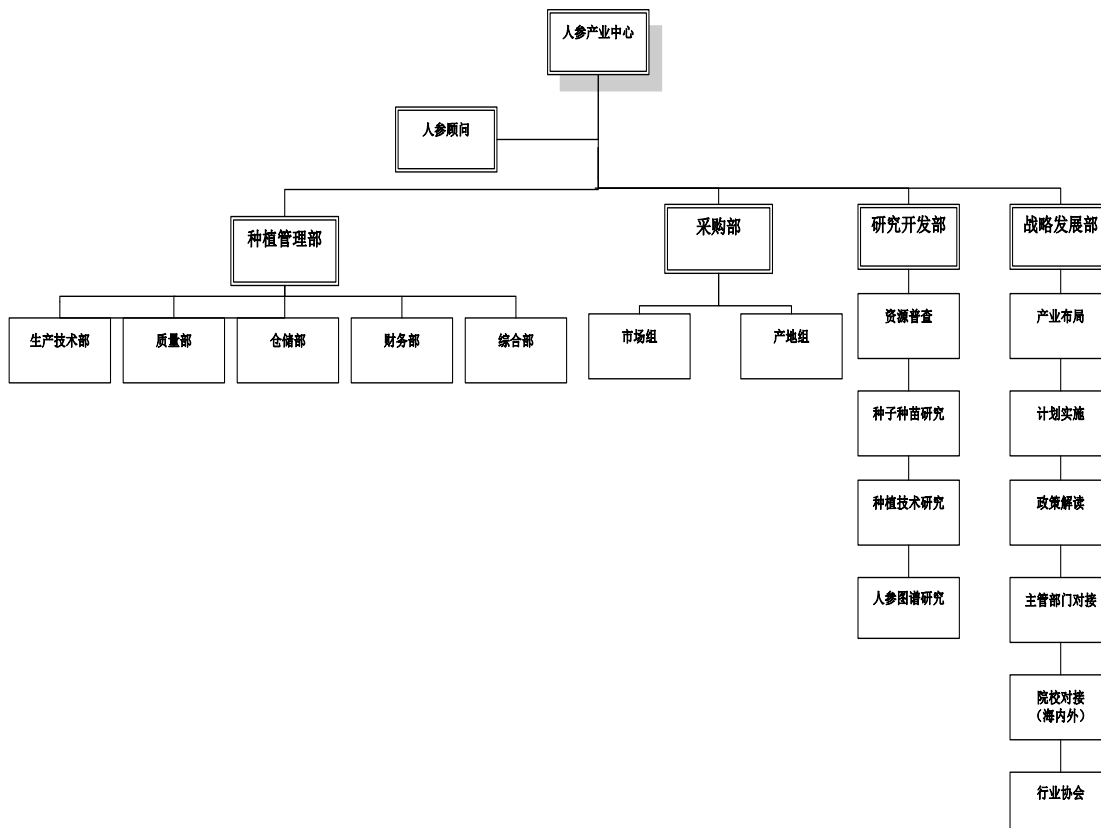 人参产业中心
人参顾问
种植管理部
采购部
研究开发部
战略发展部
生产技术部
质量部
仓储部
财务部
综合部
市场组
产地组
资源普查
种子种苗研究
种植技术研究
人参图谱研究
产业布局
计划实施
政策解读
主管部门对接
院校对接
（海内外）
行业协会